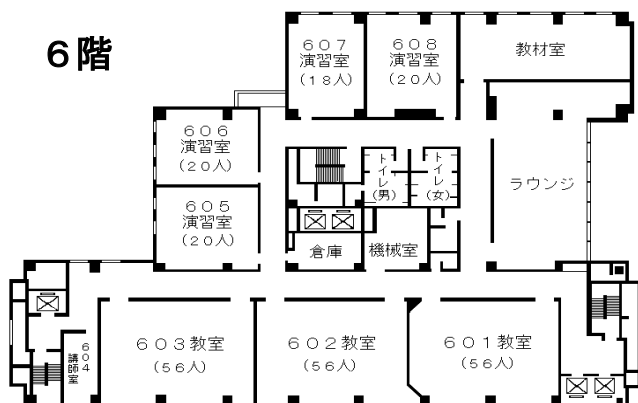 6階
607
演習室
(18人)
608
演習室
(20人)
教材室
606
演習室
(20人)
トイレ(男)
トイレ(女)
ラウンジ
605
演習室
(20人)
倉庫
機械室
604
講師室
603教室
(56人)
602教室
(56人)
601教室
(56人)